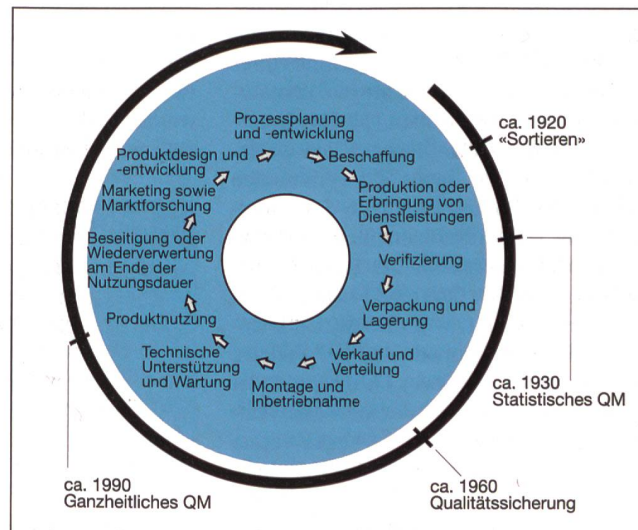 Prozessplanung
und -entwicklung
Beschaffung
Produktion oder
Erbringung von
Dienstleistungen
Verifizierung
Verpackung und
Lagerung
Verkauf und
Verteilung
Montage und
Inbetriebnahme
Technische
Unterstützung
und Wartung
Produktnutzung
Beseitigung oder
Wiederverwertung
am Ende der
Nutzungsdauer
Marketing sowie
Marktforschung
Produktdesign und
-entwicklung
ca. 1920
«Sortieren»
ca. 1930
Statistisches QM
ca. 1960
Qualitätssicherung
ca. 1990
Ganzheitliches QM